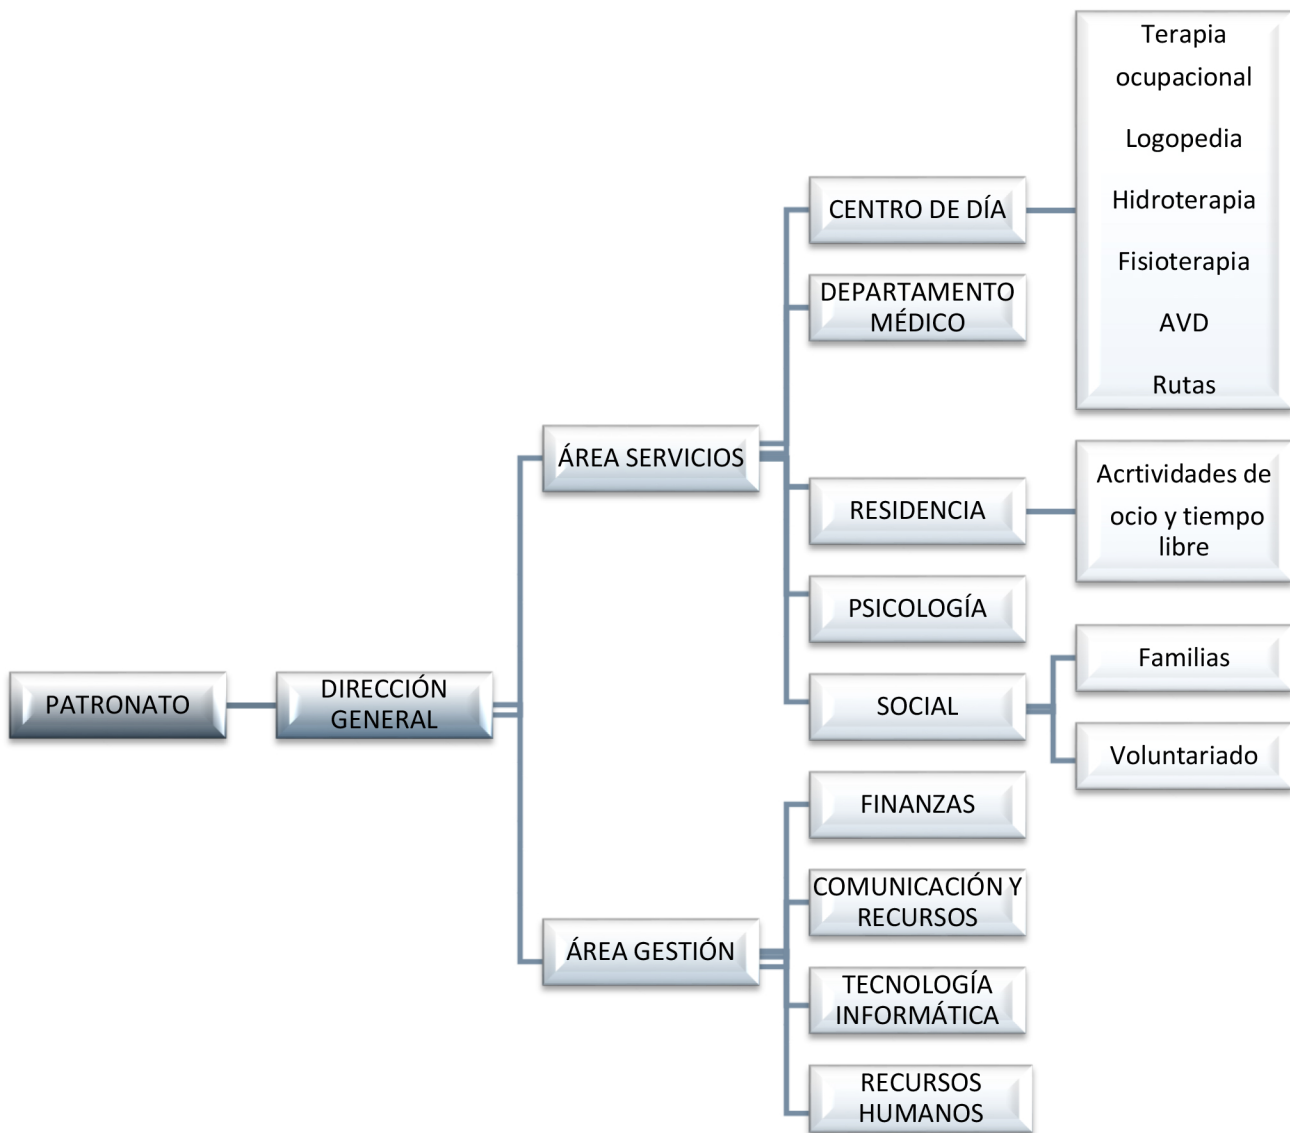 PATRONATO
DIRECCIÓN
GENERAL
ÁREA SERVICIOS
CENTRO DE DÍA
Terapia
ocupacional
Logopedia
Hidroterapia
Fisioterapia
AVD
Rutas
DEPARTAMENTO
MÉDICO
RESIDENCIA
Acrtividades de
ocio y tiempo
libre
PSICOLOGÍA
SOCIAL
Familias
Voluntariado
ÁREA GESTIÓN
FINANZAS
COMUNICACIÓN Y
RECURSOS
TECNOLOGÍA
INFORMÁTICA
RECURSOS
HUMANOS